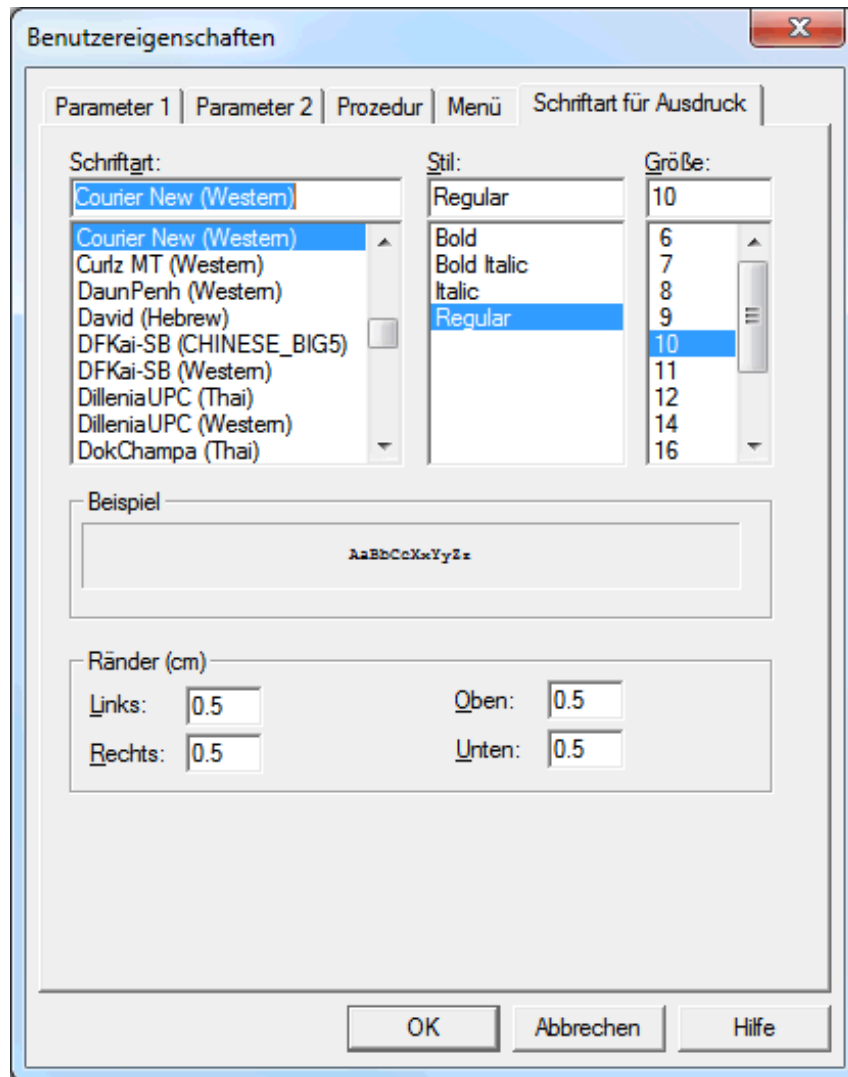 Benutzereigenschaften
Parameter 1 Parameter 2 Prozedur Menü Schriftart für Ausdruck
Schriftart: Stil: Größe:
Courier New (Western) Regular 10
Courier New (Western) Bold 6
Curlz MT (Western) Bold Italic 7
DaunPenh (Western) Italic 8
David (Hebrew) Regular 9
DFKai-SB (CHINESE_BIG5) 10
DFKai-SB (Western) 11
DilleniaUPC (Thai) 12
DilleniaUPC (Western) 14
DokChampa (Thai) 16
Beispiel
AaBbCcXxYyZz
Ränder (cm)
Links: 0.5 Oben: 0.5
Rechts: 0.5 Unten: 0.5
OK Abbrechen Hilfe